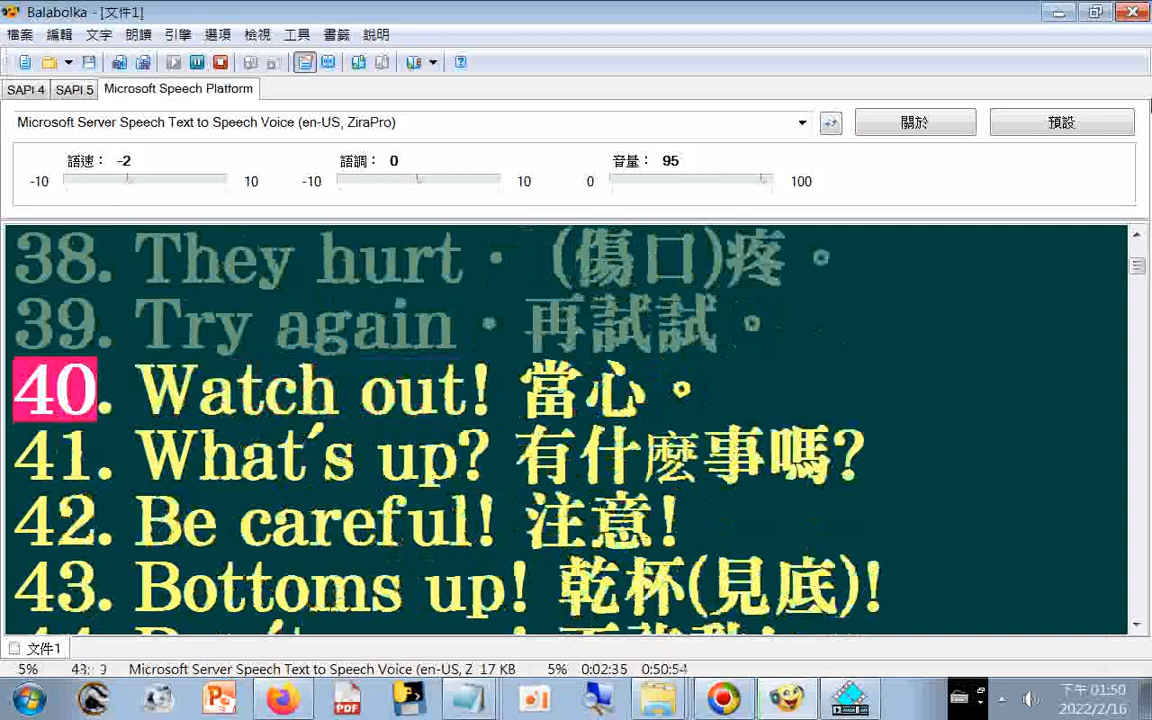 Balabolka - [文件1]
檔案 編輯 文字 朗讀 引擎 選項 檢視 工具 書籤 說明
SAPI 4 SAPI 5 Microsoft Speech Platform
Microsoft Server Speech Text to Speech Voice (en-US, ZiraPro) 關於 預設
語速： -2 語調： 0 音量： 95
-10 10 -10 10 0 100
38. They hurt． (傷口)疼。
39. Try again．再試試。
40. Watch out! 當心。
41. What's up? 有什麼事嗎?
42. Be careful! 注意!
43. Bottoms up! 乾杯(見底)!
文件1
5% Microsoft Server Speech Text to Speech Voice (en-US, Z 17 KB 5% 0:02:35 0:50:54
PDF
下午 01:50
2022/2/16